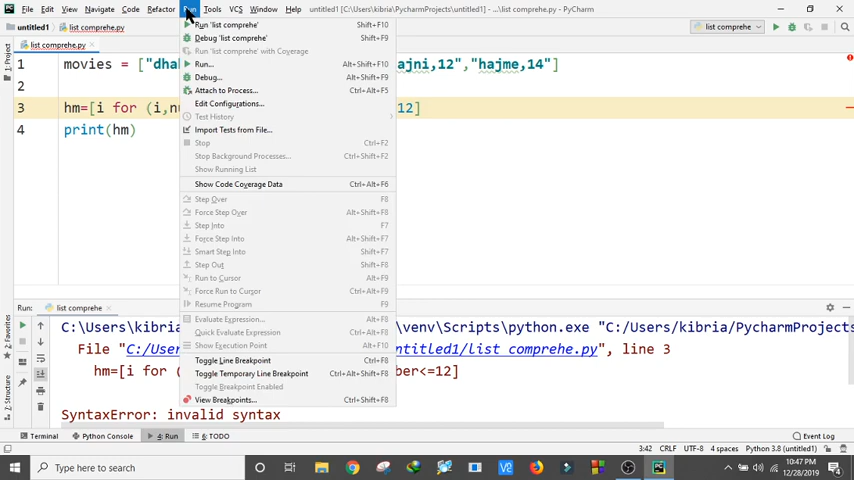 File Edit View Navigate Code Refactor Run Tools VCS Window Help untitled1 [C:\Users\kibria\PycharmProjects\untitled1] - ...\list comprehe.py - PyCharm
untitled1 list comprehe.py list comprehe
list comprehe.py
1: Project
1 movies = ["dha ajni,12","hajme,14"]
2
3 hm=[i for (i,n 12]
4 print(hm)
Run 'list comprehe' Shift+F10
Debug 'list comprehe' Shift+F9
Run 'list comprehe' with Coverage
Run... Alt+Shift+F10
Debug... Alt+Shift+F9
Attach to Process... Ctrl+Alt+F5
Edit Configurations...
Test History
Import Tests from File...
Stop Ctrl+F2
Stop Background Processes... Ctrl+Shift+F2
Show Running List
Show Code Coverage Data Ctrl+Alt+F6
Step Over F8
Force Step Over Alt+Shift+F8
Step Into F7
Force Step Into Alt+Shift+F7
Smart Step Into Shift+F7
Step Out Shift+F8
Run to Cursor Alt+F9
Force Run to Cursor Ctrl+Alt+F9
Resume Program F9
Evaluate Expression... Alt+F8
Quick Evaluate Expression Ctrl+Alt+F8
Show Execution Point Alt+F10
Toggle Line Breakpoint Ctrl+F8
Toggle Temporary Line Breakpoint Ctrl+Alt+Shift+F8
Toggle Breakpoint Enabled
View Breakpoints... Ctrl+Shift+F8
Run: list comprehe
2: Favorites
7: Structure
C:\Users\kibria\ \venv\Scripts\python.exe "C:/Users/kibria/PycharmProjects
File "C:/Use ntitled1/list comprehe.py", line 3
hm=[i for ( ber<=12]
SyntaxError: invalid syntax
Terminal Python Console 4: Run 6: TODO Event Log
3:42 CRLF UTF-8 4 spaces Python 3.8 (untitled1)
Type here to search
10:47 PM
12/28/2019
4